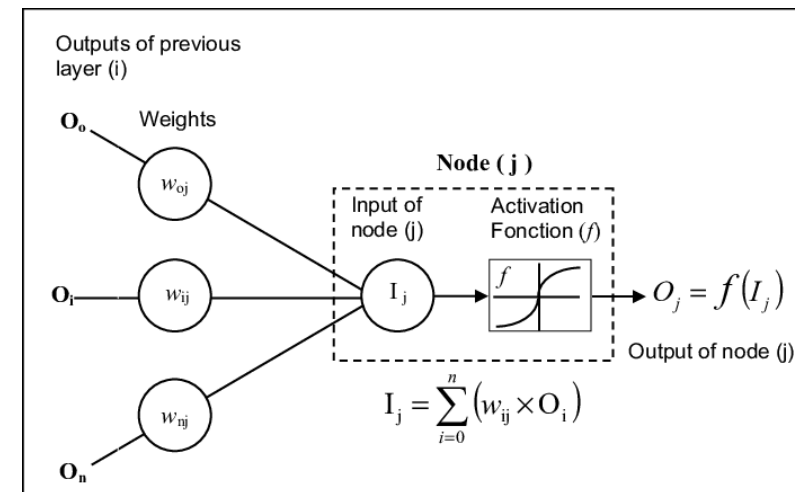 Outputs of previous
layer (i)
Oo
Weights
woj
Node ( j )
Input of
node (j)
Activation
Fonction (f)
Oi
wij
I j
f
Oj = f(Ij)
Output of node (j)
wnj
Ij = ∑ n i=0 (wij × Oi)
On